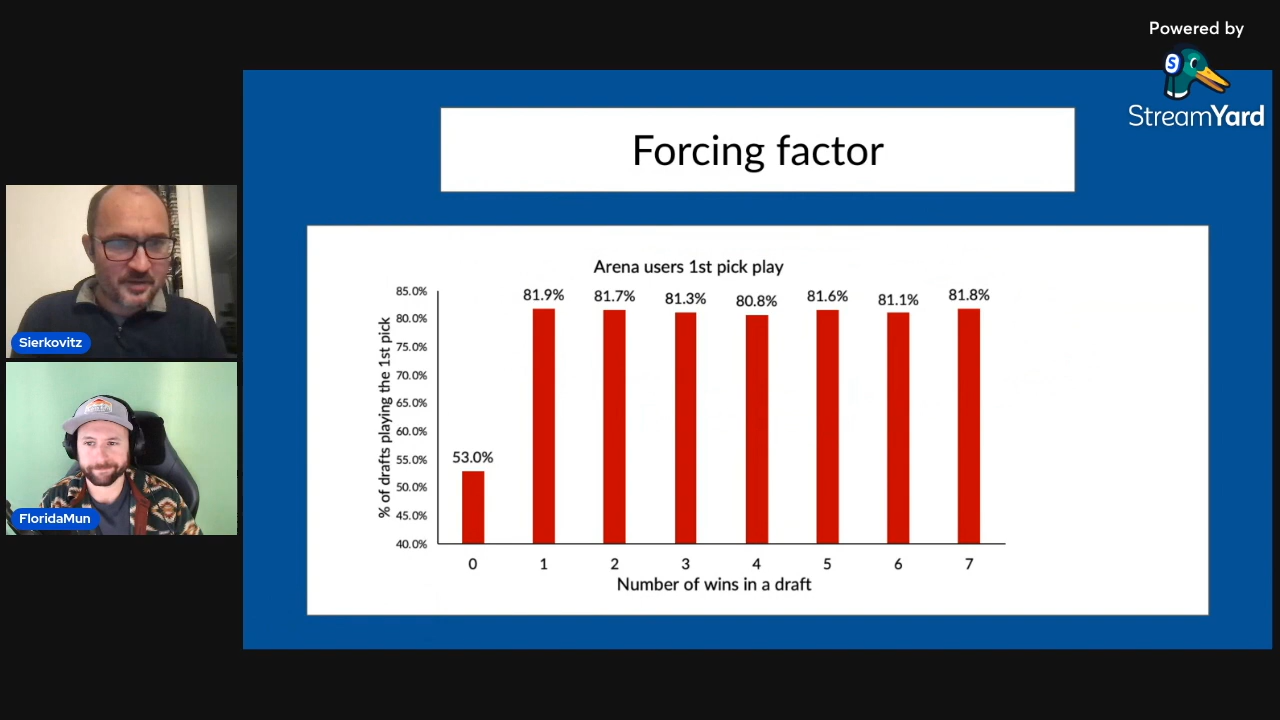 Powered by
StreamYard
Forcing factor
Sierkovitz
FloridaMun
Arena users 1st pick play
% of drafts playing the 1st pick
85.0%
80.0%
75.0%
70.0%
65.0%
60.0%
55.0%
50.0%
45.0%
40.0%
53.0%
81.9%
81.7%
81.3%
80.8%
81.6%
81.1%
81.8%
0 1 2 3 4 5 6 7
Number of wins in a draft